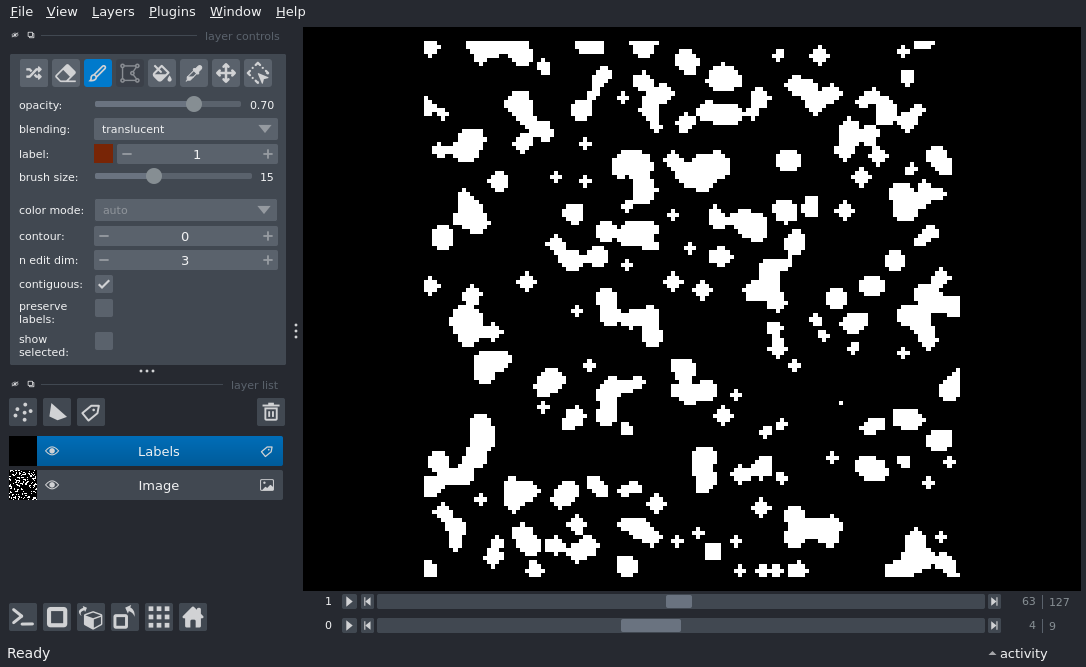 File View Layers Plugins Window Help
layer controls
opacity: 0.70
blending: translucent
label: 1
brush size: 15
color mode: auto
contour: 0
n edit dim: 3
contiguous:
preserve
labels:
show
selected:
layer list
Labels
Image
1 63 127
0 4 9
Ready activity